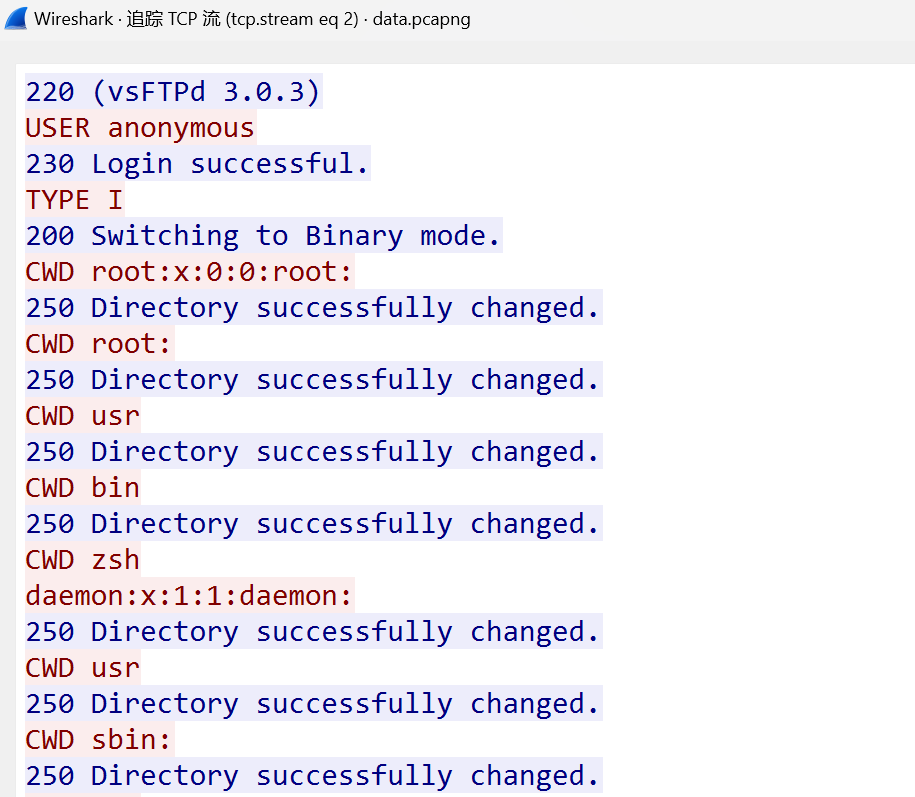 Wireshark · 追踪 TCP 流 (tcp.stream eq 2) · data.pcapng
220 (vsFTPd 3.0.3)
USER anonymous
230 Login successful.
TYPE I
200 Switching to Binary mode.
CWD root:x:0:0:root:
250 Directory successfully changed.
CWD root:
250 Directory successfully changed.
CWD usr
250 Directory successfully changed.
CWD bin
250 Directory successfully changed.
CWD zsh
daemon:x:1:1:daemon:
250 Directory successfully changed.
CWD usr
250 Directory successfully changed.
CWD sbin:
250 Directory successfully changed.